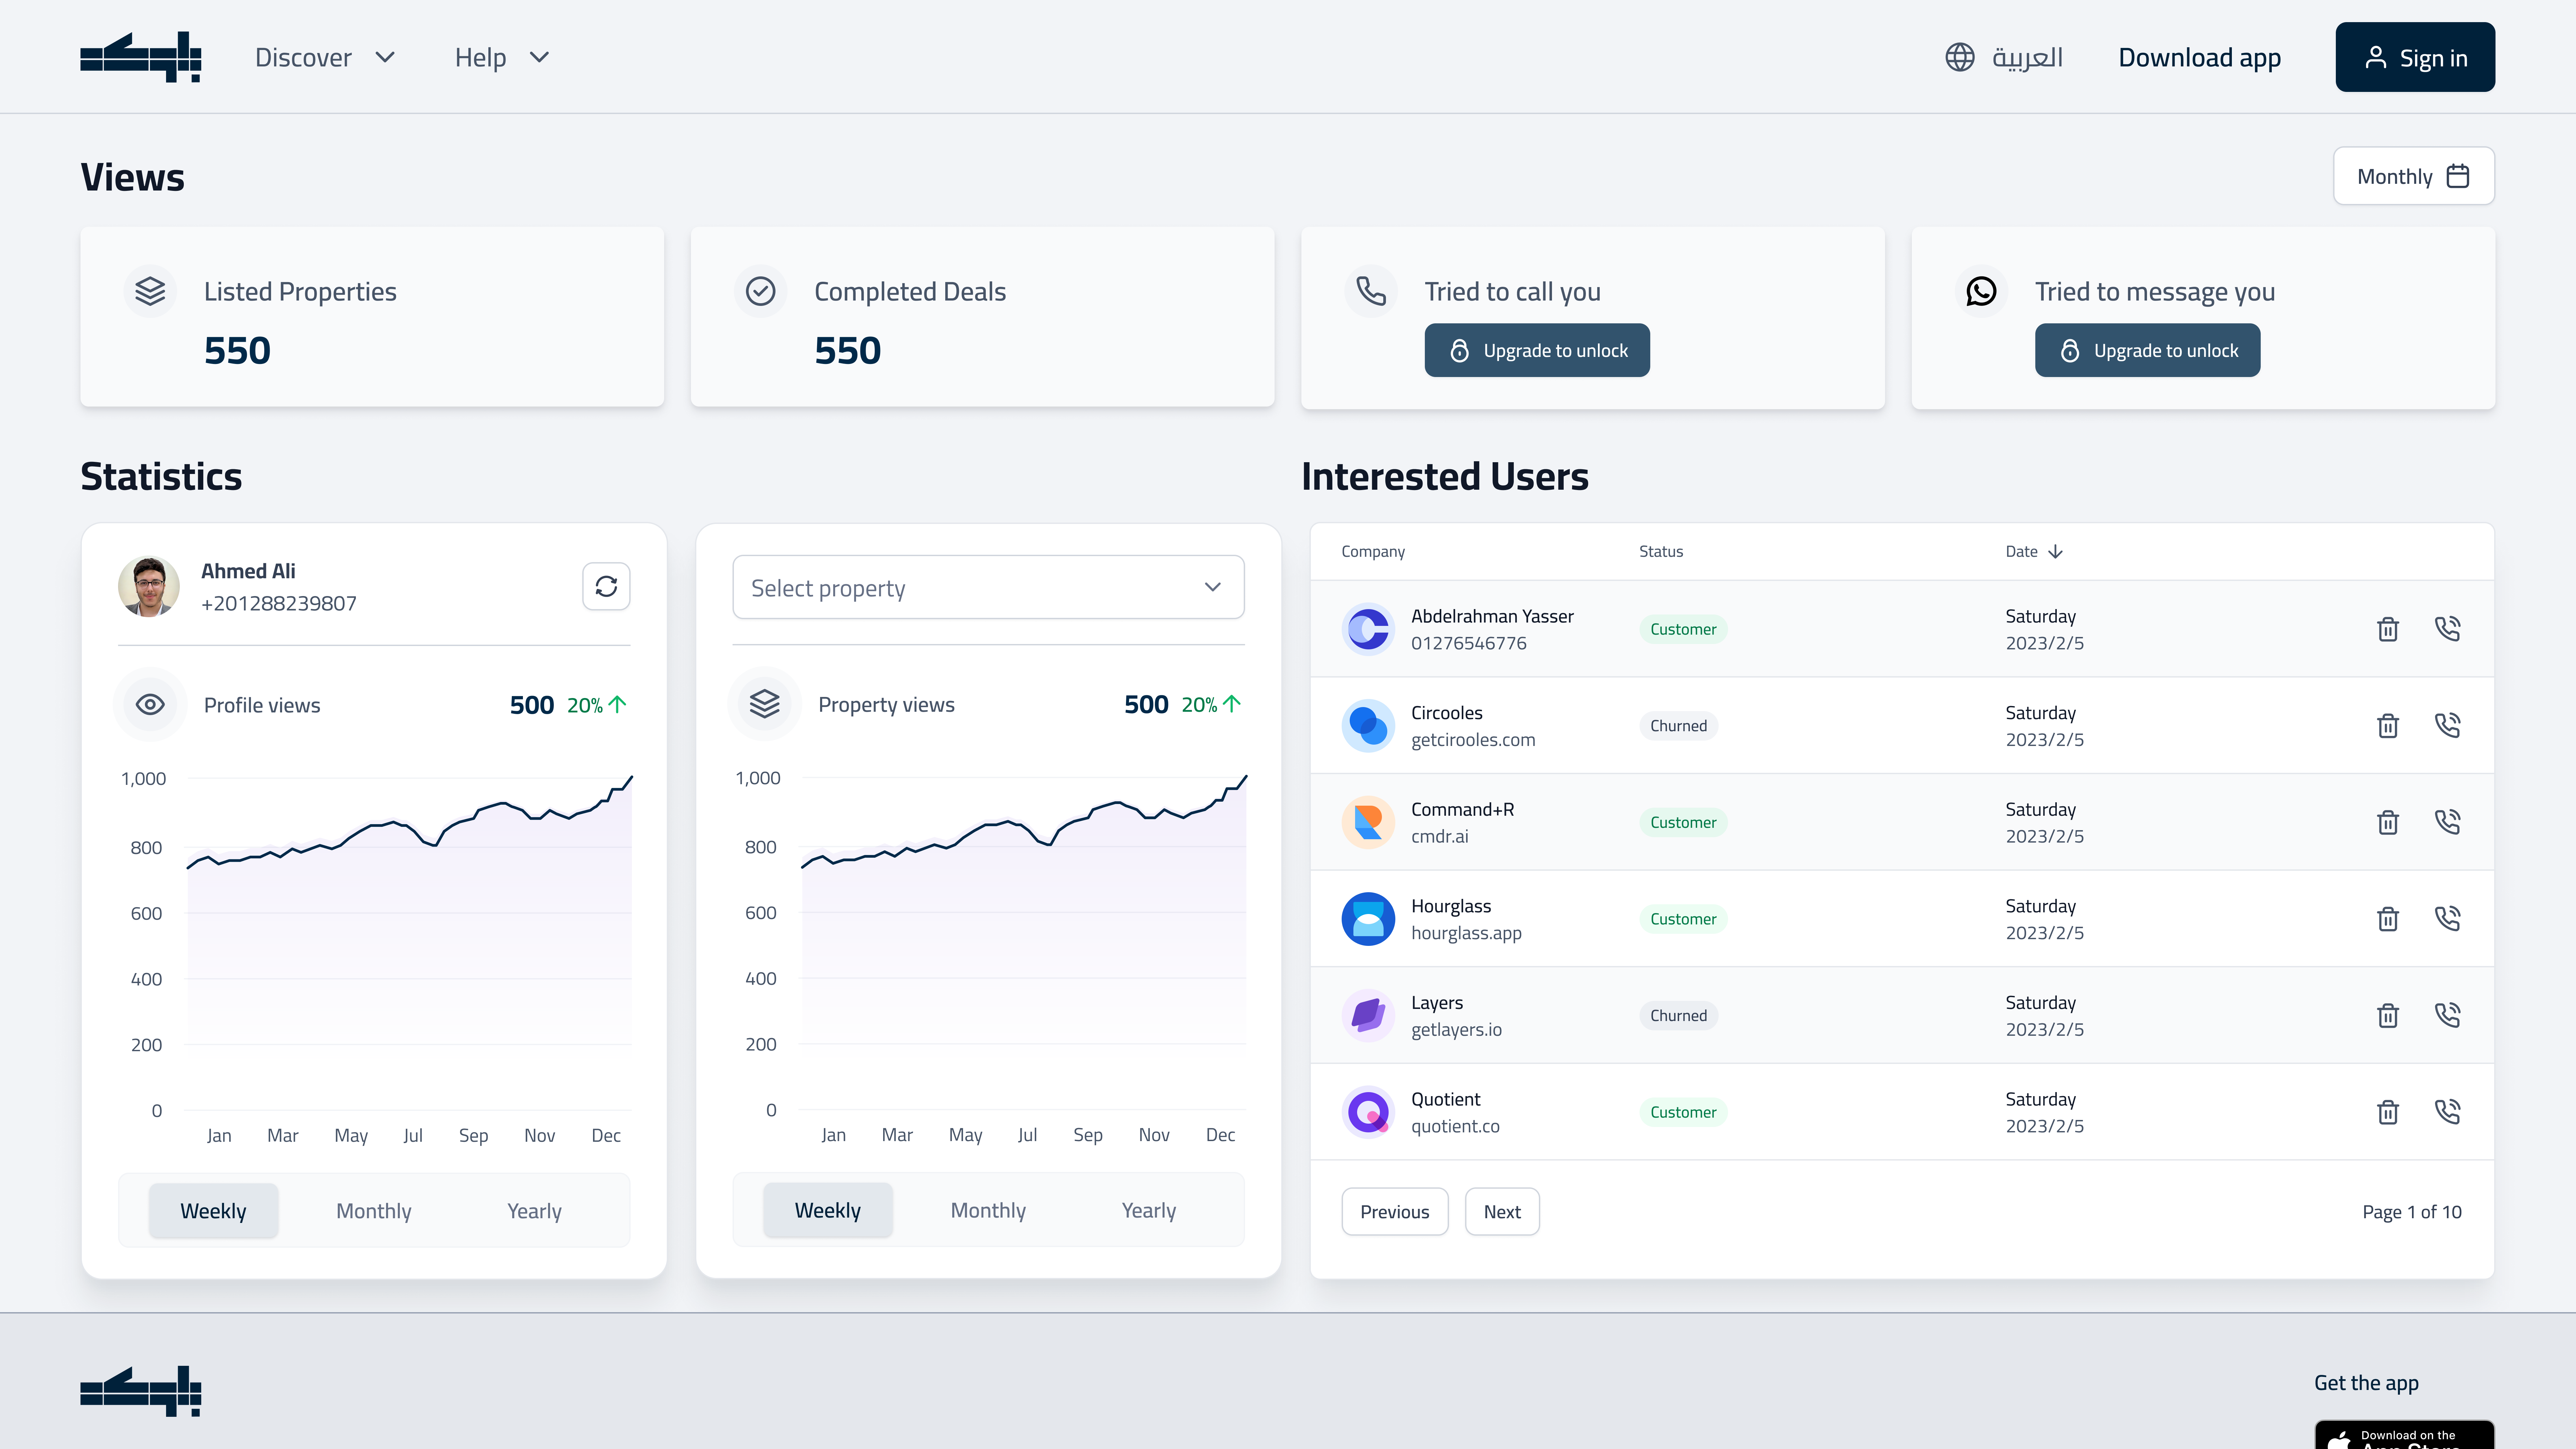 Discover
Help
العربية
Download app
Sign in
Views
Monthly
Listed Properties
550
Completed Deals
550
Tried to call you
Upgrade to unlock
Tried to message you
Upgrade to unlock
Statistics
Ahmed Ali
+201288239807
Profile views
500 20%
1,000
800
600
400
200
0
Jan Mar May Jul Sep Nov Dec
Weekly Monthly Yearly
Select property
Property views
500 20%
1,000
800
600
400
200
0
Jan Mar May Jul Sep Nov Dec
Weekly Monthly Yearly
Interested Users
Company Status Date
Abdelrahman Yasser
01276546776
Customer
Saturday
2023/2/5
Circooles
getcirooles.com
Churned
Saturday
2023/2/5
Command+R
cmdr.ai
Customer
Saturday
2023/2/5
Hourglass
hourglass.app
Customer
Saturday
2023/2/5
Layers
getlayers.io
Churned
Saturday
2023/2/5
Quotient
quotient.co
Customer
Saturday
2023/2/5
Previous Next Page 1 of 10
Get the app
Download on the